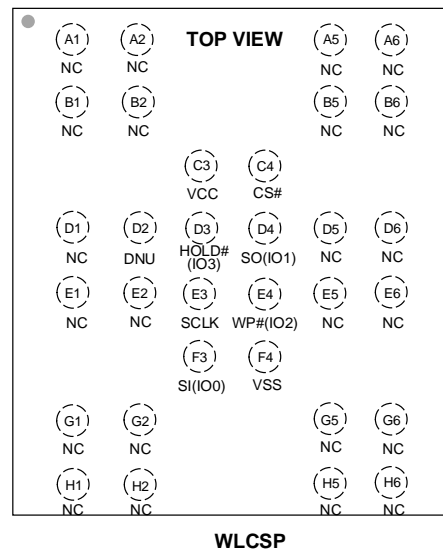 A1 A2 TOP VIEW A5 A6
NC NC NC NC
B1 B2 B5 B6
NC NC NC NC
C3 C4
VCC CS#
D1 D2 D3 D4 D5 D6
NC DNU HOLD# SO(IO1) NC NC
(IO3)
E1 E2 E3 E4 E5 E6
NC NC SCLK WP#(IO2) NC NC
F3 F4
SI(IO0) VSS
G1 G2 G5 G6
NC NC NC NC
H1 H2 H5 H6
NC NC NC NC
WLCSP